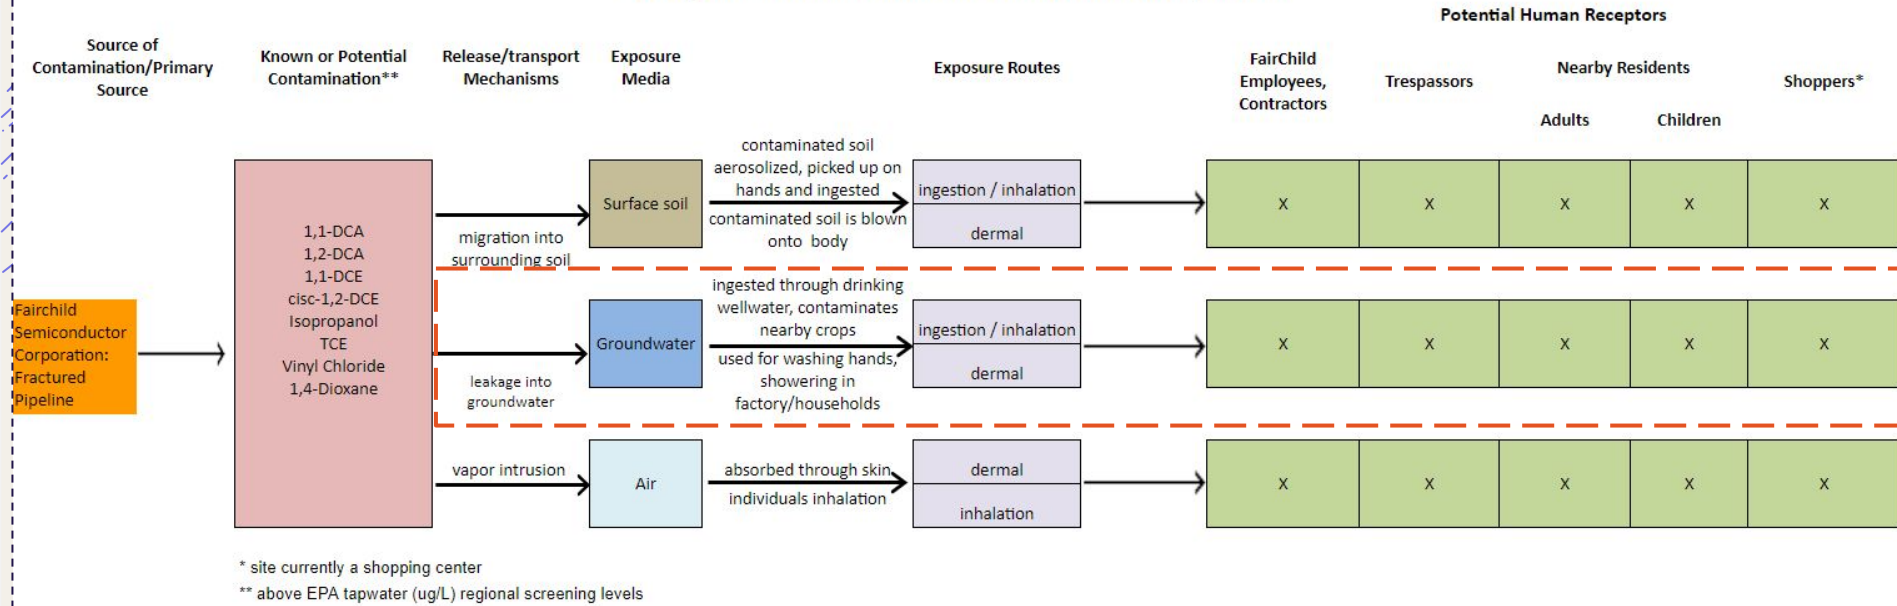 Potential Human Receptors
Source of
Contamination/Primary
Source
Known or Potential
Contamination**
Release/transport
Mechanisms
Exposure
Media
Exposure Routes
FairChild
Employees,
Contractors
Trespassors
Nearby Residents
Adults
Children
Shoppers*
Fairchild
Semiconductor
Corporation:
Fractured
Pipeline
1,1-DCA
1,2-DCA
1,1-DCE
cisc-1,2-DCE
Isopropanol
TCE
Vinyl Chloride
1,4-Dioxane
migration into
surrounding soil
Surface soil
contaminated soil
aerosolized, picked up on
hands and ingested
contaminated soil is blown
onto body
ingestion / inhalation
dermal
X X X X X
leakage into
groundwater
Groundwater
ingested through drinking
wellwater, contaminates
nearby crops
used for washing hands,
showering in
factory/households
ingestion / inhalation
dermal
X X X X X
vapor intrusion
Air
absorbed through skin
individuals inhalation
dermal
inhalation
X X X X X
* site currently a shopping center
** above EPA tapwater (ug/L) regional screening levels